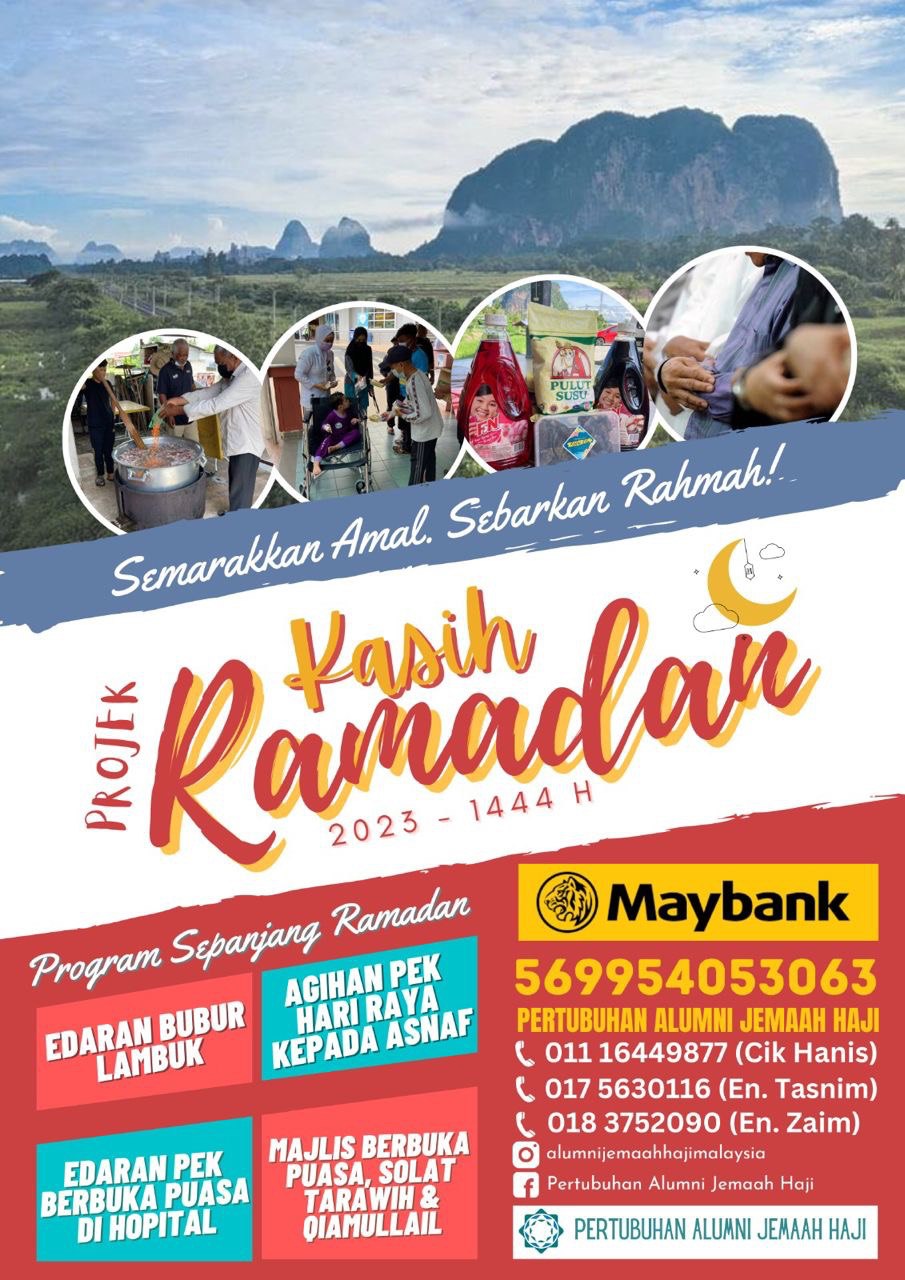 PULUT
SUSU
Semarakkan Amal. Sebarkan Rahmah!
PROJEK
Kasih
Ramadan
2023 - 1444 H
Program Sepanjang Ramadan
EDARAN BUBUR
LAMBUK
AGIHAN PEK
HARI RAYA
KEPADA ASNAF
EDARAN PEK
BERBUKA PUASA
DI HOPITAL
MAJLIS BERBUKA
PUASA, SOLAT
TARAWIH &
QIAMULLAIL
Maybank
569954053063
PERTUBUHAN ALUMNI JEMAAH HAJI
011 16449877 (Cik Hanis)
017 5630116 (En. Tasnim)
018 3752090 (En. Zaim)
alumnijemaahhajimalaysia
Pertubuhan Alumni Jemaah Haji
PERTUBUHAN ALUMNI JEMAAH HAJI